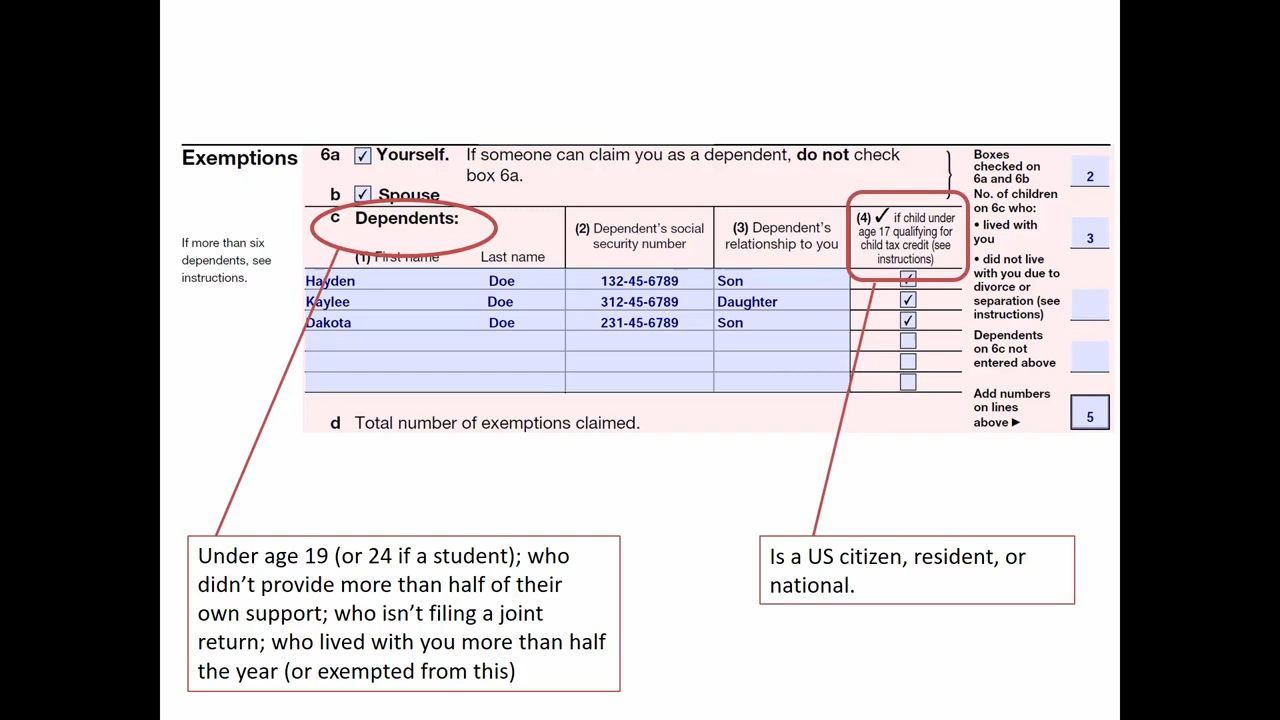 Exemptions
6a ✓ Yourself. If someone can claim you as a dependent, do not check
box 6a.
b ✓ Spouse
c Dependents:
(1) First name Last name
(2) Dependent's social
security number
(3) Dependent's
relationship to you
(4) ✓ if child under
age 17 qualifying for
child tax credit (see
instructions)
If more than six
dependents, see
instructions.
Hayden Doe 132-45-6789 Son ✓
Kaylee Doe 312-45-6789 Daughter ✓
Dakota Doe 231-45-6789 Son ✓
d Total number of exemptions claimed.
Boxes
checked on
6a and 6b 2
No. of children
on 6c who:
• lived with
you 3
• did not live
with you due to
divorce or
separation (see
instructions)
Dependents
on 6c not
entered above
Add numbers
on lines
above ▶ 5
Under age 19 (or 24 if a student); who
didn't provide more than half of their
own support; who isn't filing a joint
return; who lived with you more than half
the year (or exempted from this)
Is a US citizen, resident, or
national.